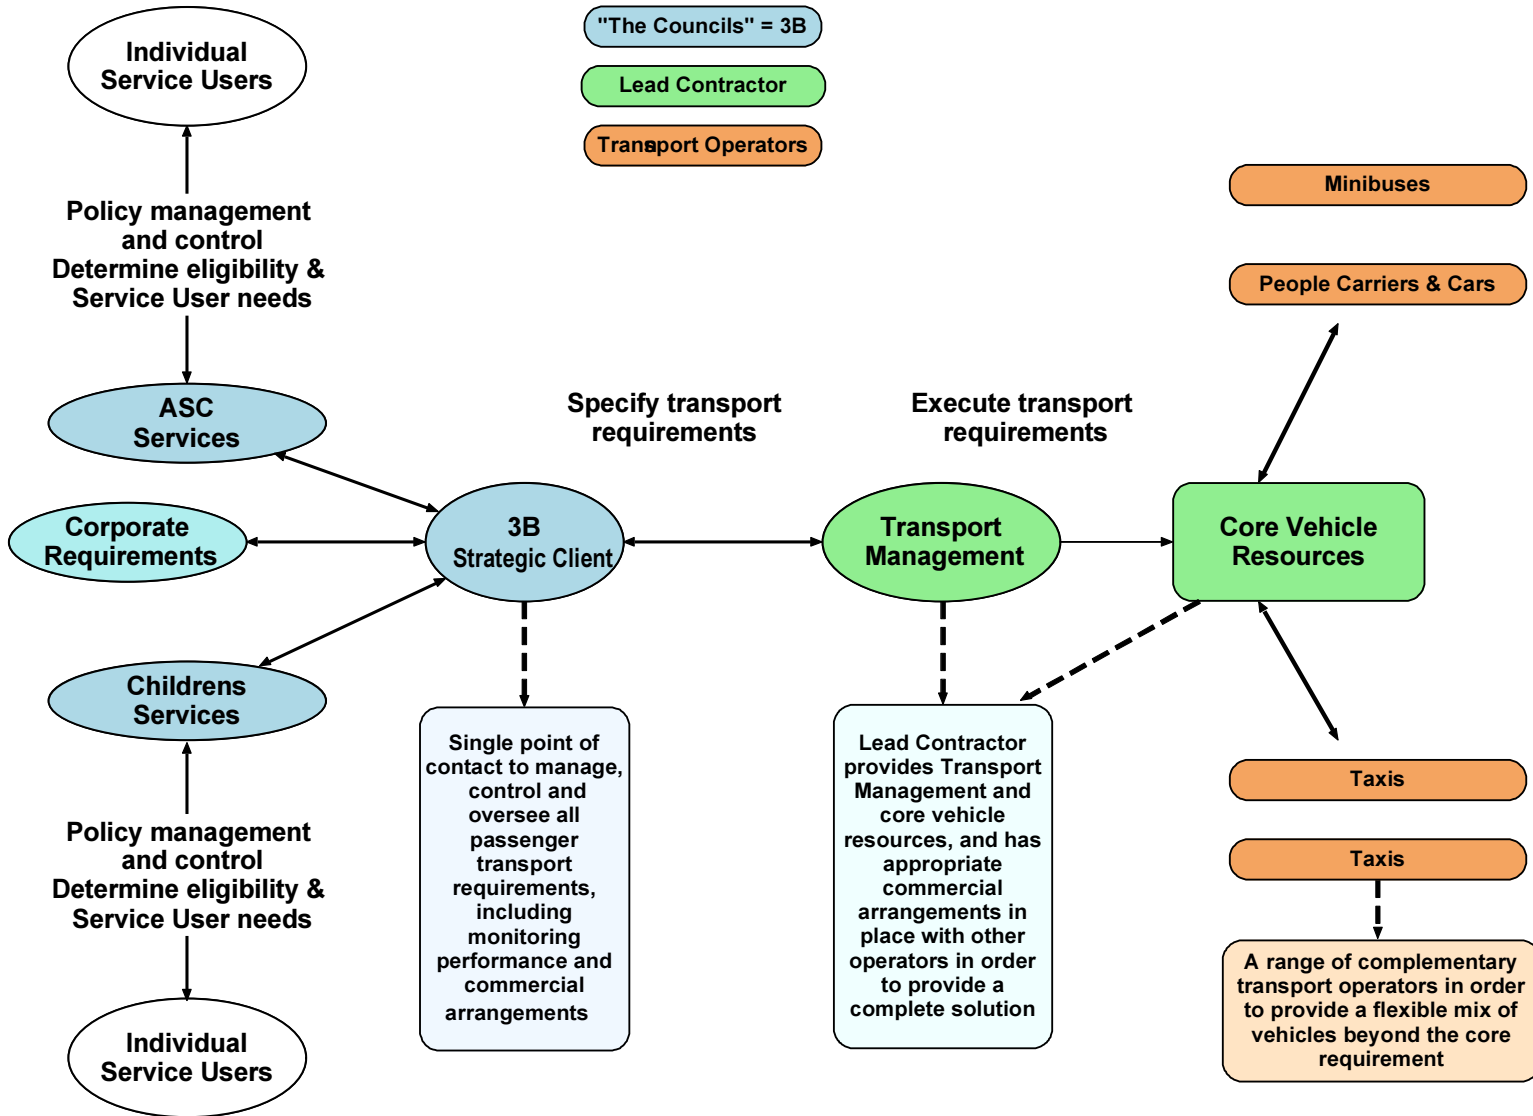 "The Councils" = 3B
Lead Contractor
Transport Operators
Individual
Service Users
Policy management
and control
Determine eligibility &
Service User needs
ASC
Services
Corporate
Requirements
Childrens
Services
Policy management
and control
Determine eligibility &
Service User needs
Individual
Service Users
3B
Strategic Client
Single point of
contact to manage,
control and
oversee all
passenger
transport
requirements,
including
monitoring
performance and
commercial
arrangements
Specify transport
requirements
Transport
Management
Lead Contractor
provides Transport
Management and
core vehicle
resources, and has
appropriate
commercial
arrangements in
place with other
operators in order
to provide a
complete solution
Execute transport
requirements
Core Vehicle
Resources
Minibuses
People Carriers & Cars
Taxis
Taxis
A range of complementary
transport operators in order
to provide a flexible mix of
vehicles beyond the core
requirement